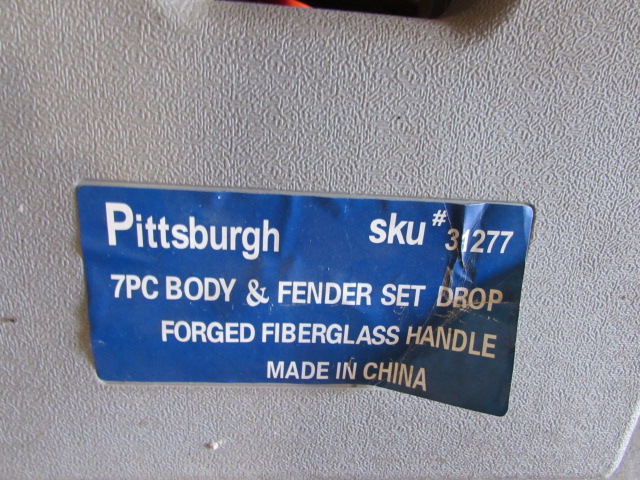 Pittsburgh sku # 31277
7PC BODY & FENDER SET DROP
FORGED FIBERGLASS HANDLE
MADE IN CHINA